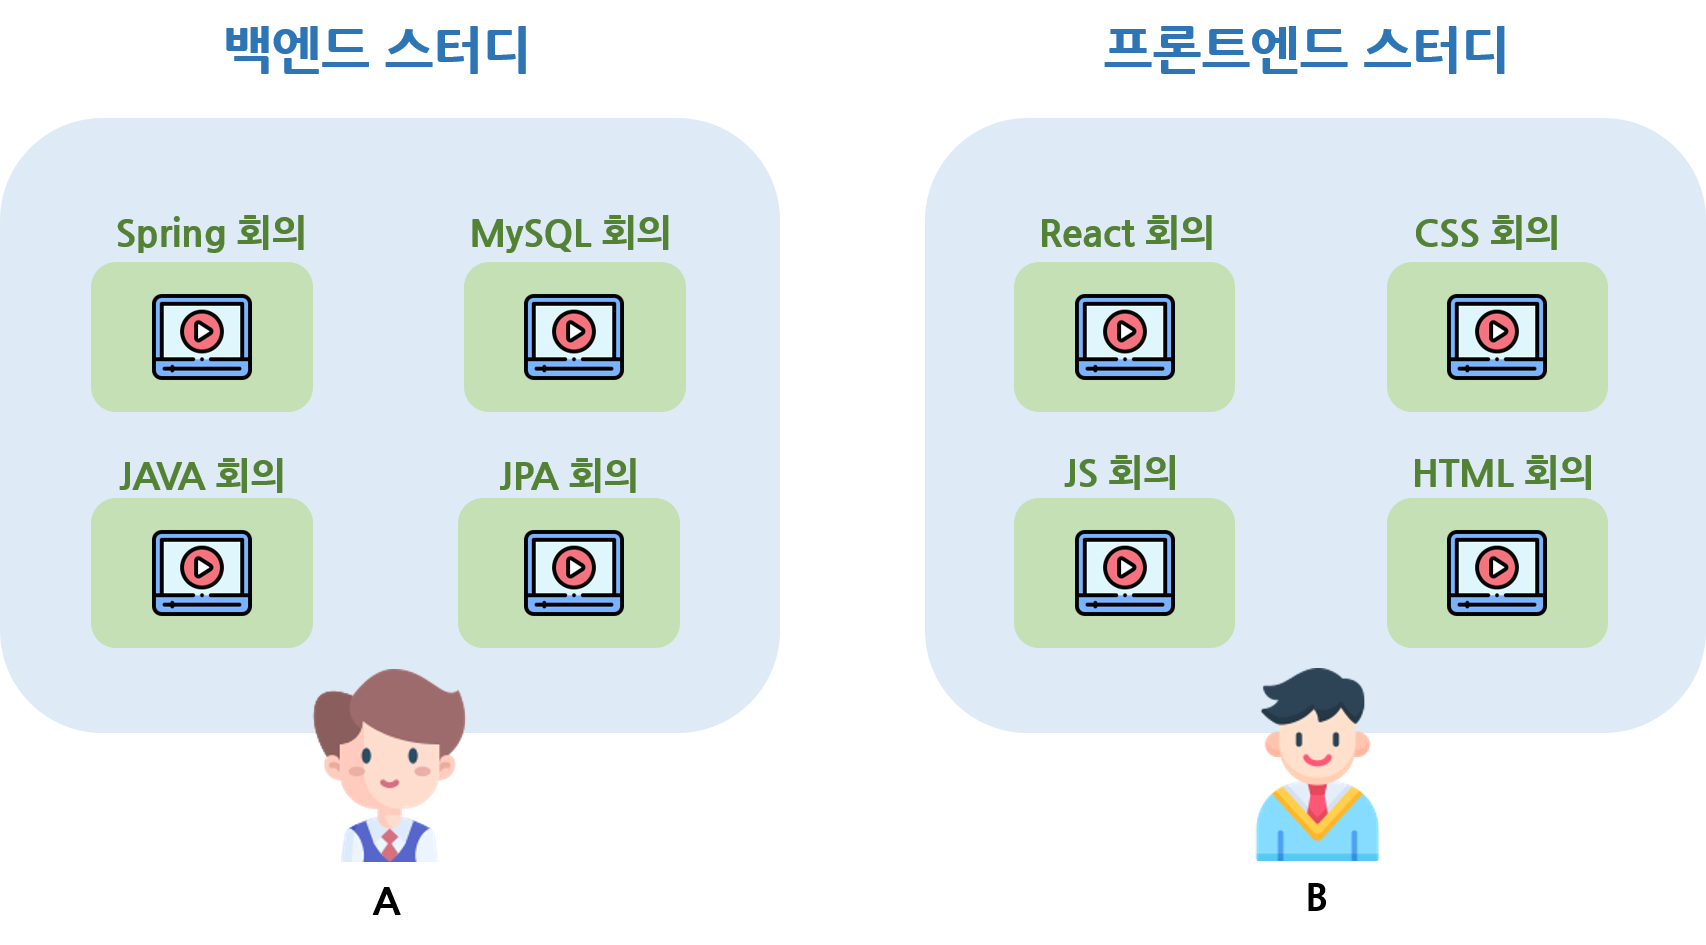 백엔드 스터디
프론트엔드 스터디
Spring 회의
MySQL 회의
React 회의
CSS 회의
JAVA 회의
JPA 회의
JS 회의
HTML 회의
A
B